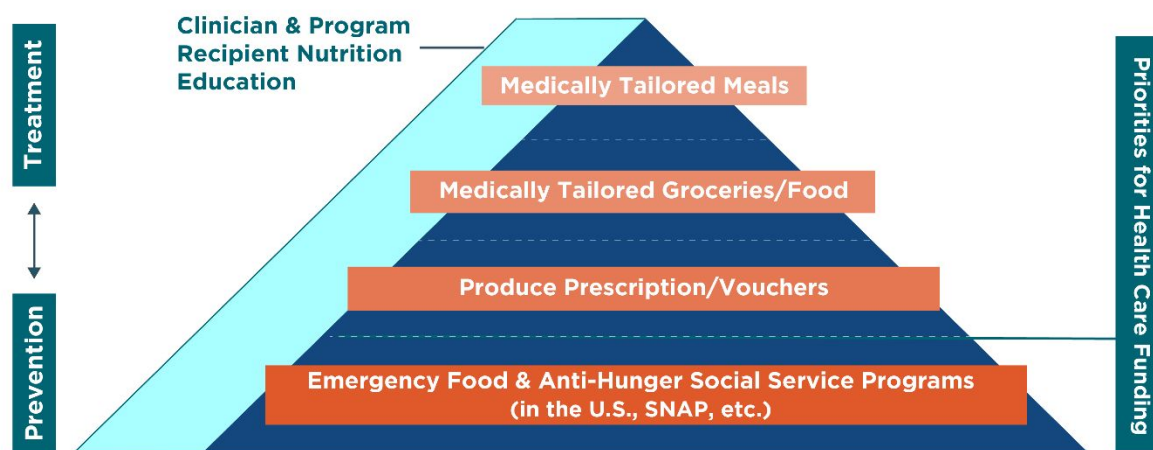 Clinician & Program
Recipient Nutrition
Education
Treatment
Prevention
Medically Tailored Meals
Medically Tailored Groceries/Food
Produce Prescription/Vouchers
Emergency Food & Anti-Hunger Social Service Programs
(in the U.S., SNAP, etc.)
Priorities for Health Care Funding